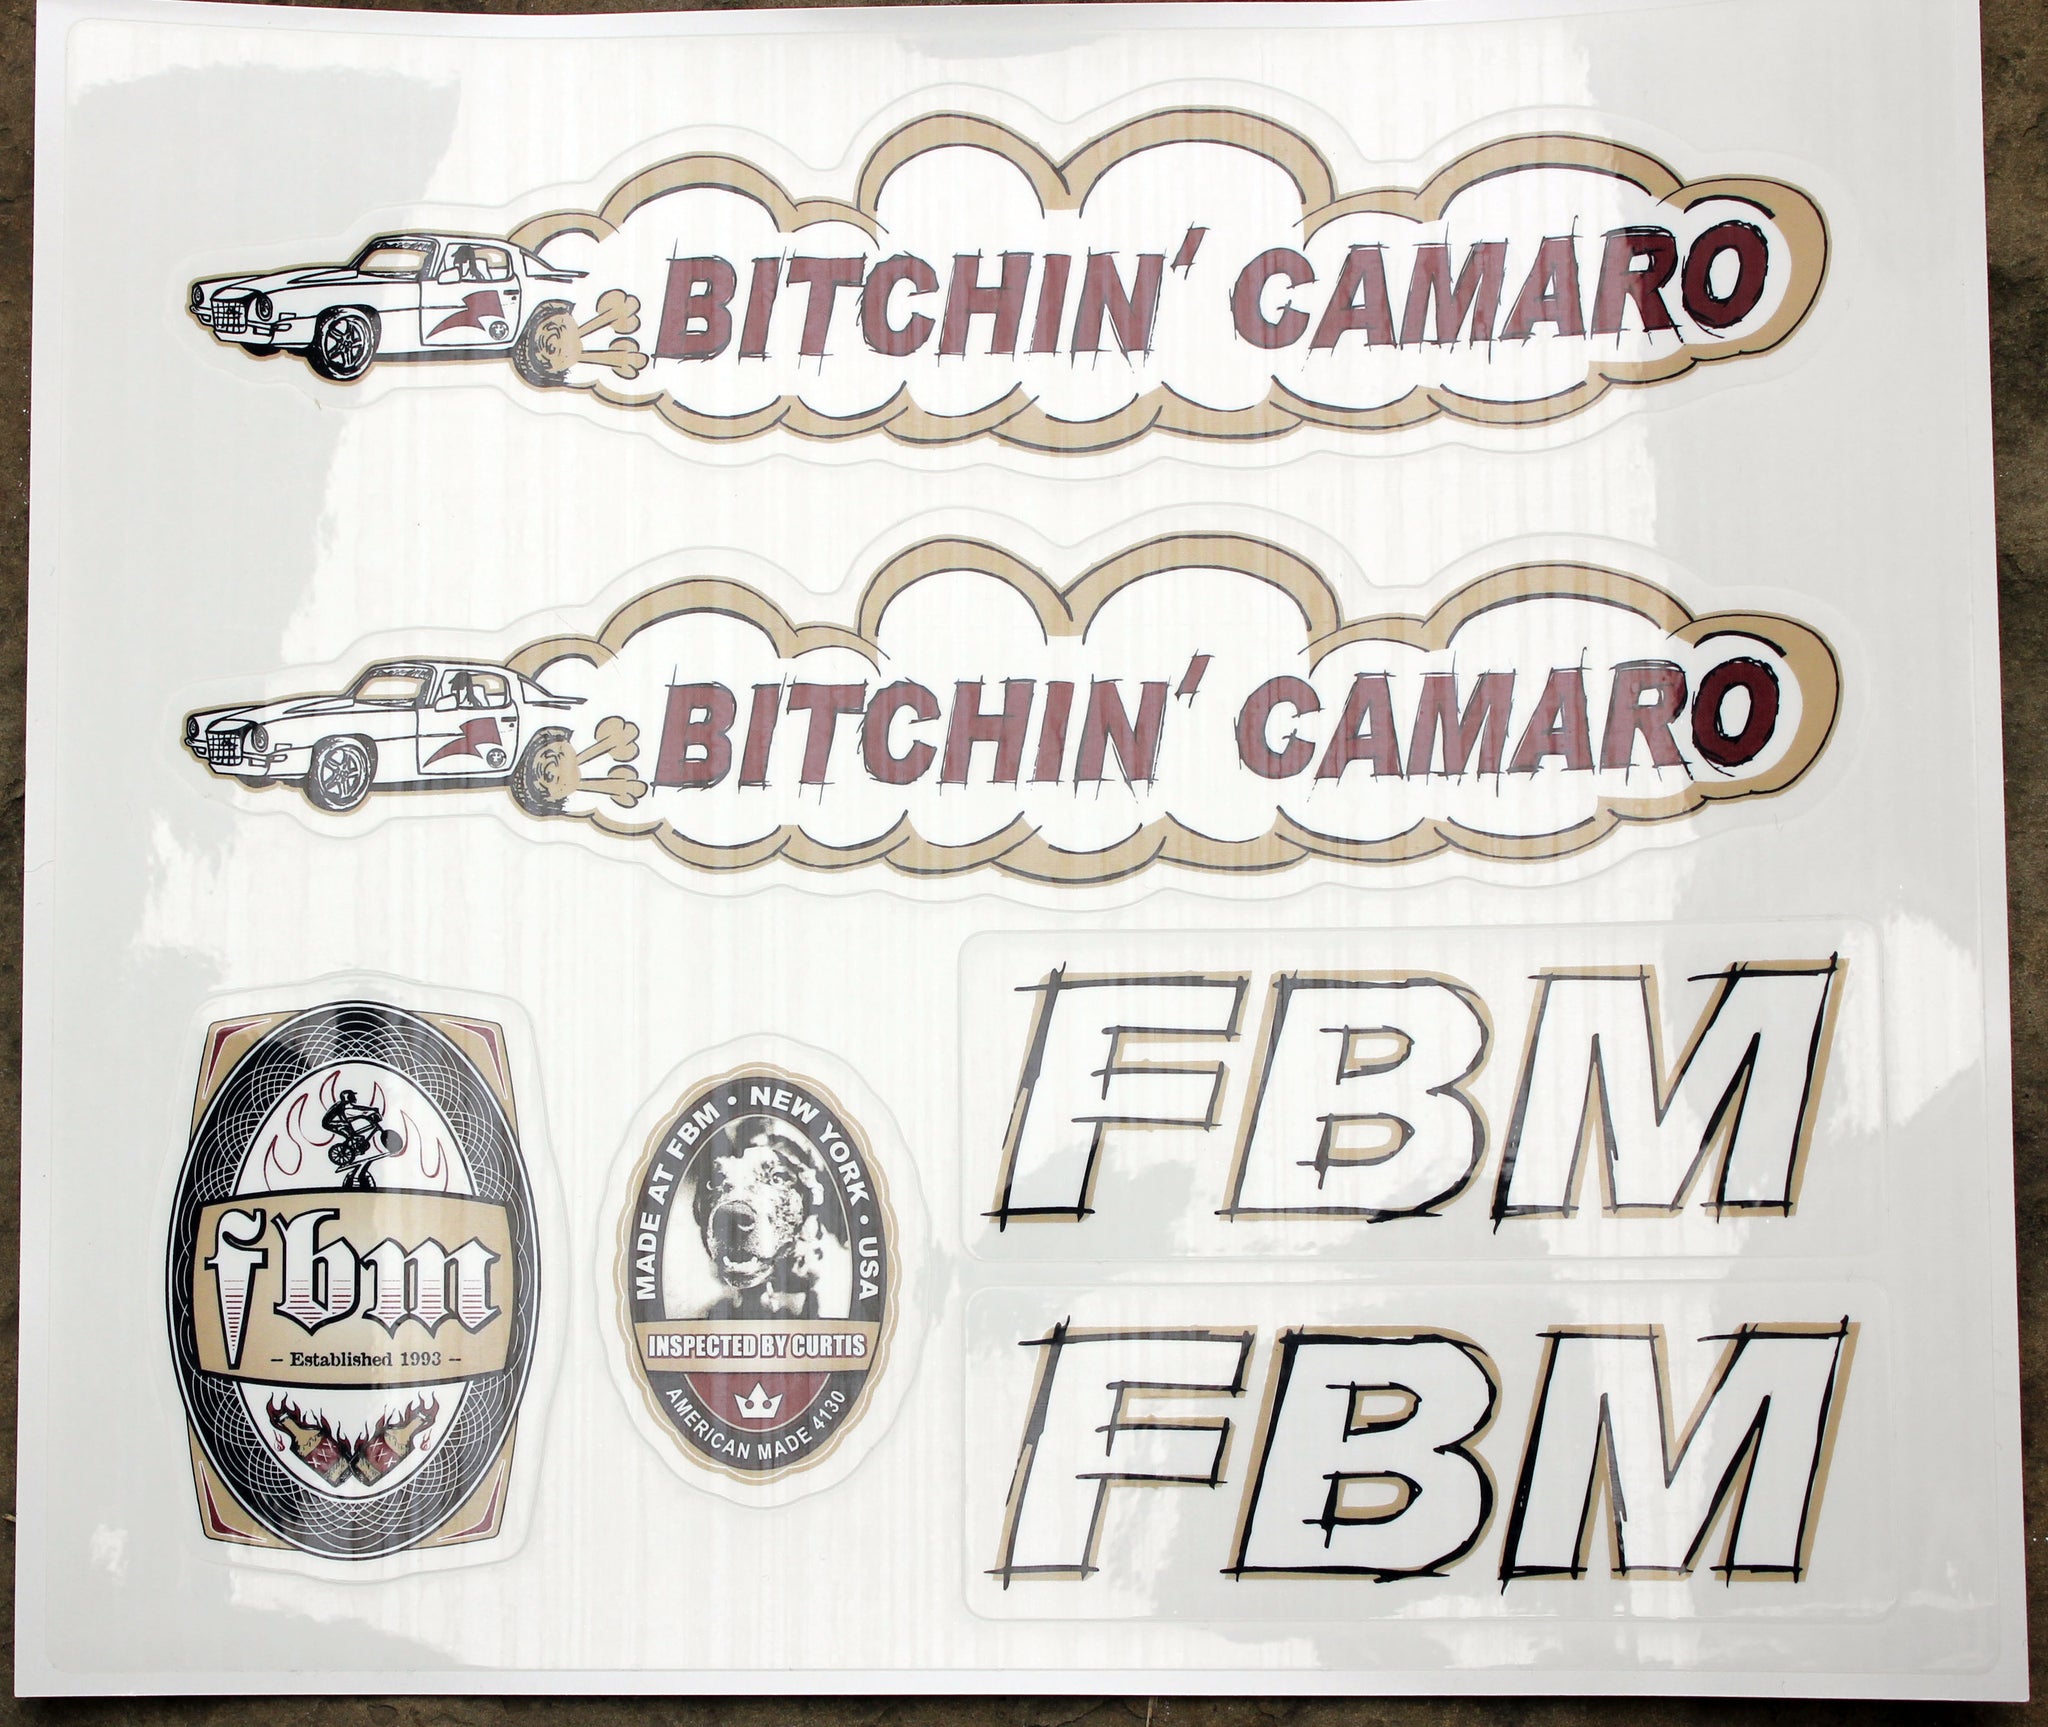 BITCHIN' CAMARO
BITCHIN' CAMARO
fbm
– Established 1993 –
MADE AT FBM • NEW YORK • USA
INSPECTED BY CURTIS
AMERICAN MADE 4130
FBM
FBM